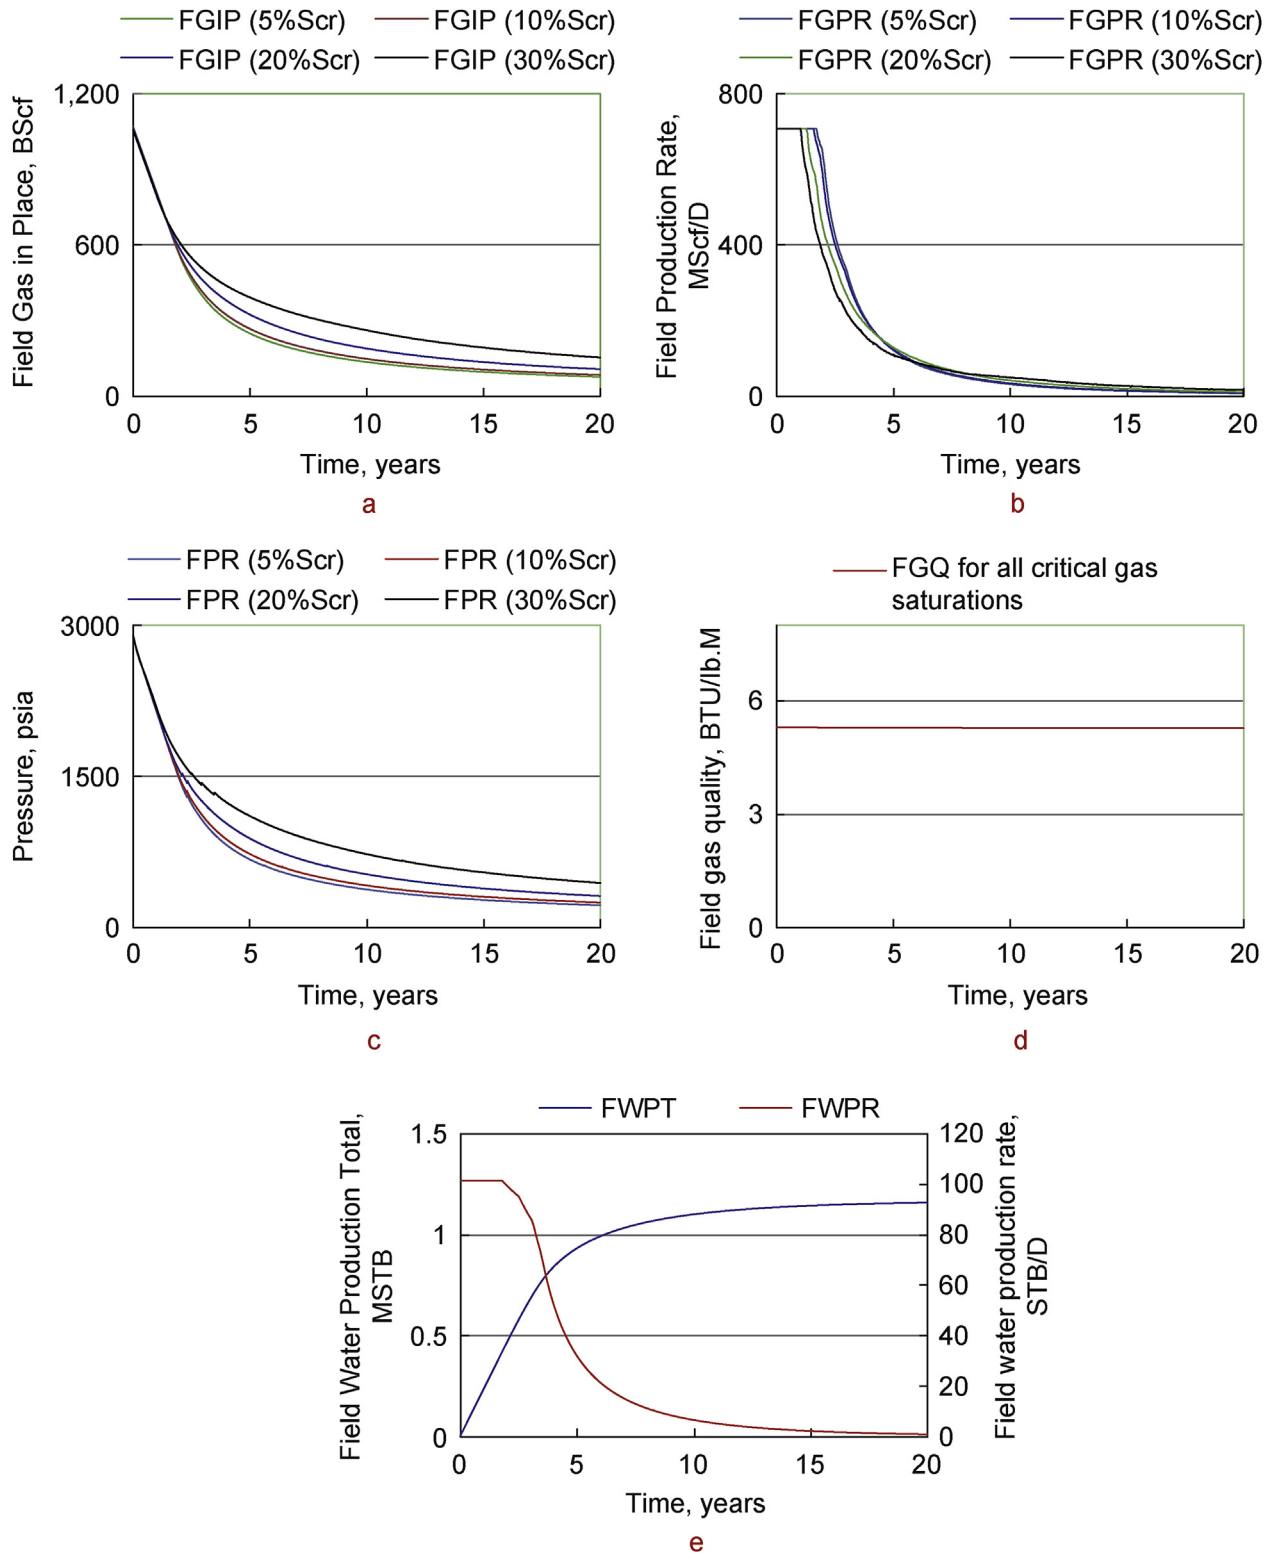 FGIP (5%Scr) FGIP (10%Scr)
FGIP (20%Scr) FGIP (30%Scr)
Field Gas in Place, BScf
1,200
600
0
0 5 10 15 20
Time, years
a
FGPR (5%Scr) FGPR (10%Scr)
FGPR (20%Scr) FGPR (30%Scr)
Field Production Rate,
MScf/D
800
400
0
0 5 10 15 20
Time, years
b
FPR (5%Scr) FPR (10%Scr)
FPR (20%Scr) FPR (30%Scr)
Pressure, psia
3000
1500
0
0 5 10 15 20
Time, years
c
FGQ for all critical gas
saturations
Field gas quality, BTU/lb.M
6
3
0
0 5 10 15 20
Time, years
d
FWPT FWPR
Field Water Production Total,
MSTB
1.5
1
0.5
0
120
100
80
60
40
20
0
Field water production rate,
STB/D
0 5 10 15 20
Time, years
e